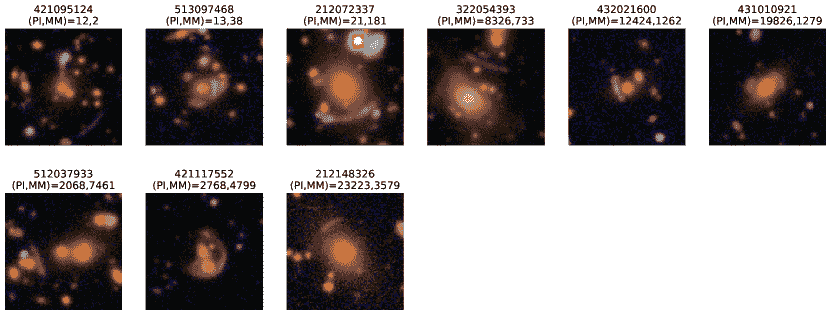 421095124
(PI,MM)=12,2
513097468
(PI,MM)=13,38
212072337
(PI,MM)=21,181
322054393
(PI,MM)=8326,733
432021600
(PI,MM)=12424,1262
431010921
(PI,MM)=19826,1279
512037933
(PI,MM)=2068,7461
421117552
(PI,MM)=2768,4799
212148326
(PI,MM)=23223,3579